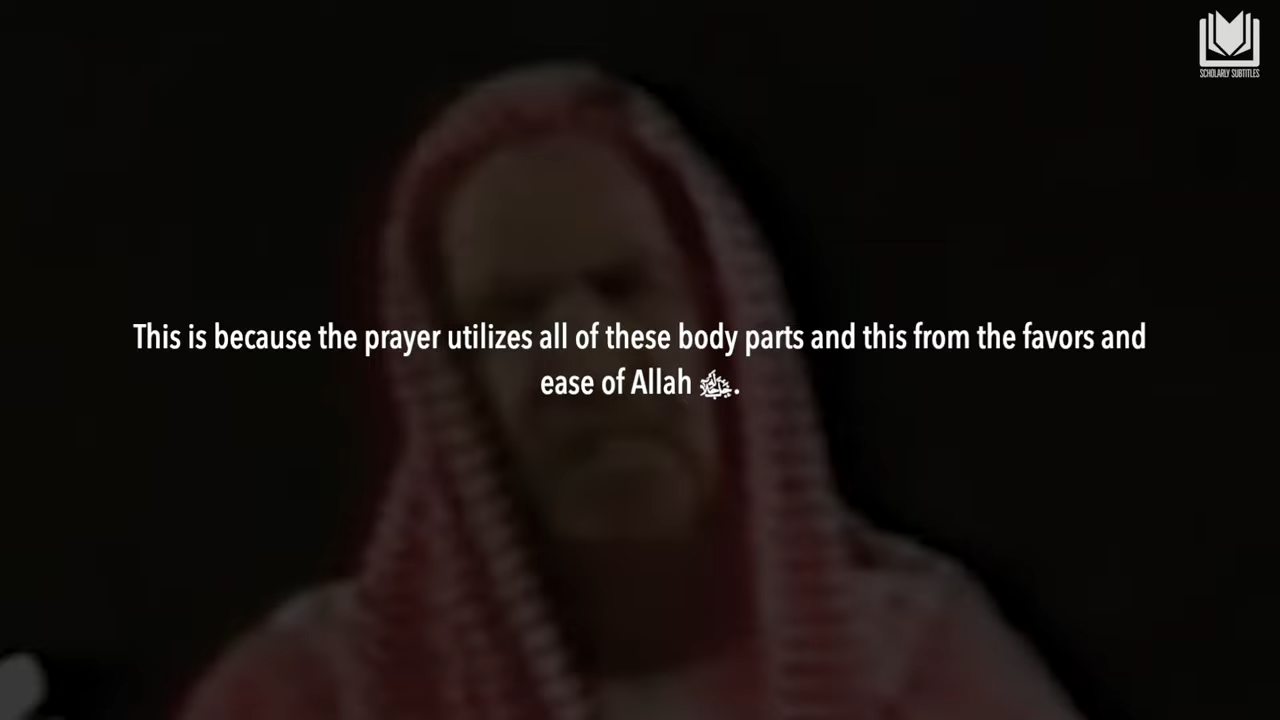 SCHOLARLY SUBTITLES
This is because the prayer utilizes all of these body parts and this from the favors and
ease of Allah ﷻ.